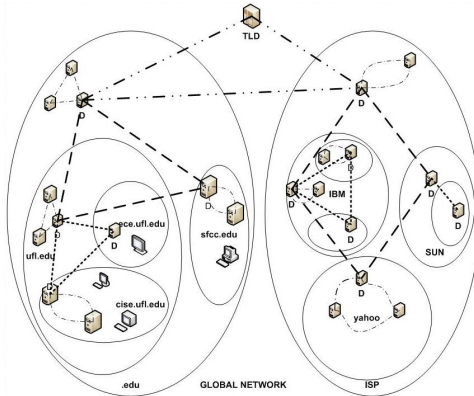 TLD
D
D
D
IBM
D
D
D
ece.ufl.edu
D
D
D
ufl.edu
sfcc.edu
D
D
SUN
D
cise.ufl.edu
yahoo
.edu
GLOBAL NETWORK
ISP